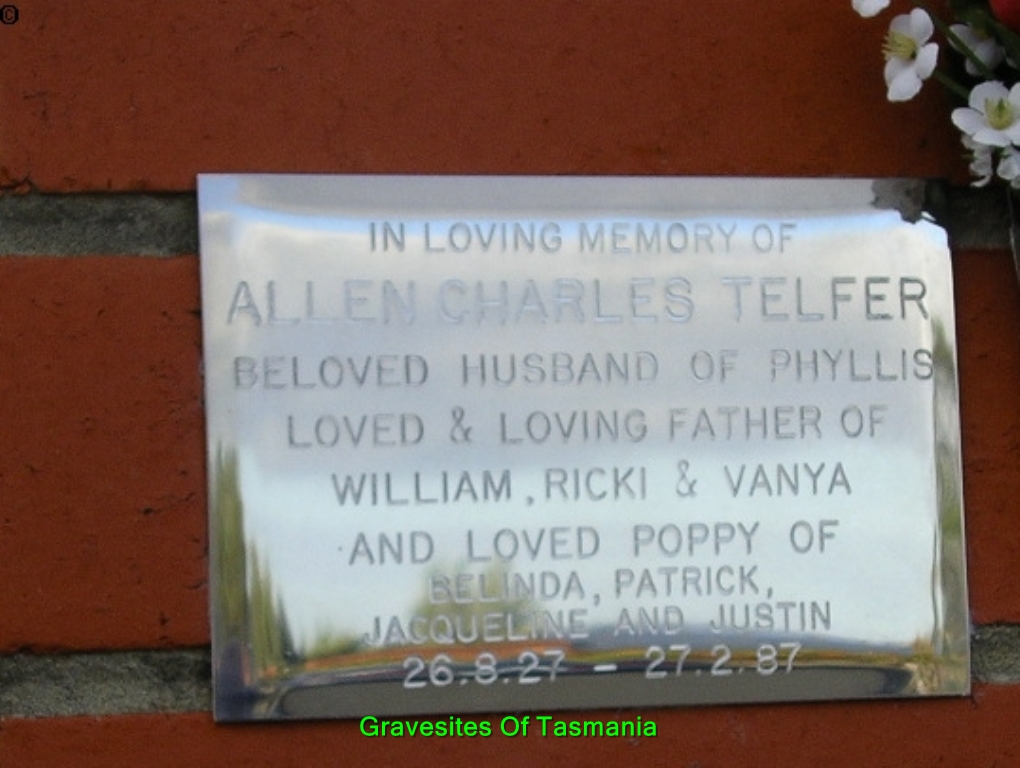 ©
IN LOVING MEMORY OF
ALLEN CHARLES TELFER
BELOVED HUSBAND OF PHYLLIS
LOVED & LOVING FATHER OF
WILLIAM, RICKI & VANYA
AND LOVED POPPY OF
BELINDA, PATRICK,
JACQUELINE AND JUSTIN
26.8.27 - 27.2.87
Gravesites Of Tasmania